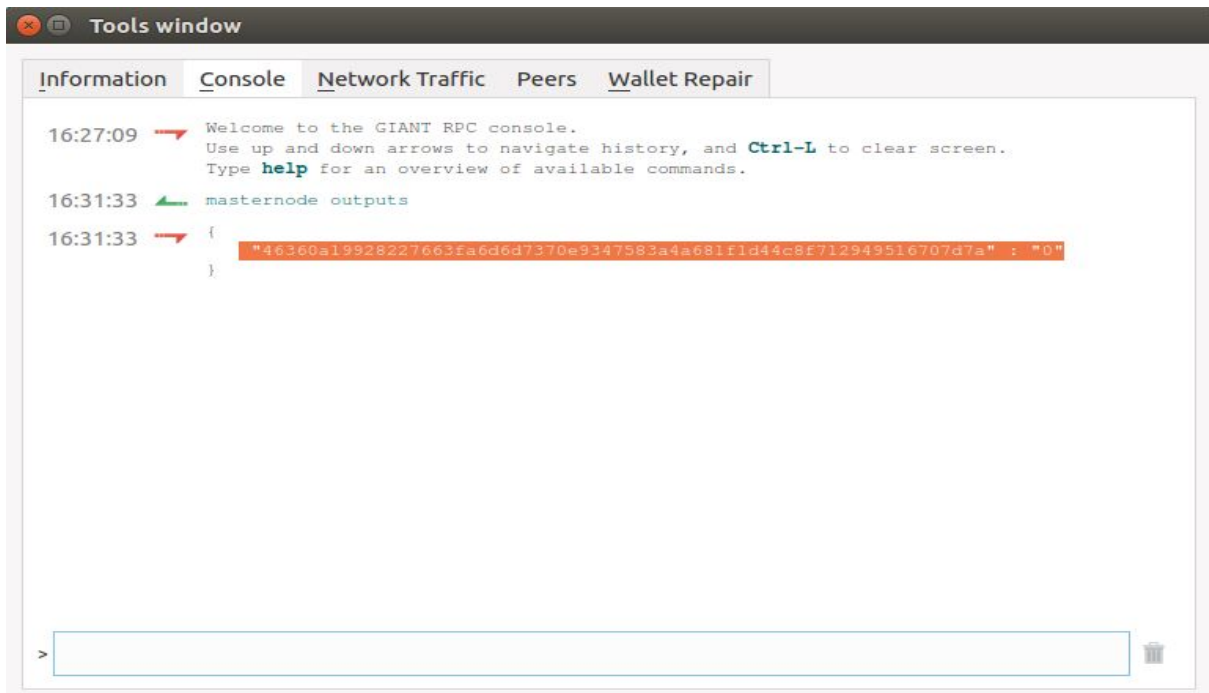 Tools window
Information Console Network Traffic Peers Wallet Repair
16:27:09 Welcome to the GIANT RPC console.
Use up and down arrows to navigate history, and Ctrl-L to clear screen.
Type help for an overview of available commands.
16:31:33 masternode outputs
16:31:33 {
"46360a19928227663fa6d6d7370e9347583a4a681f1d44c8f712949516707d7a" : "0"
}
>